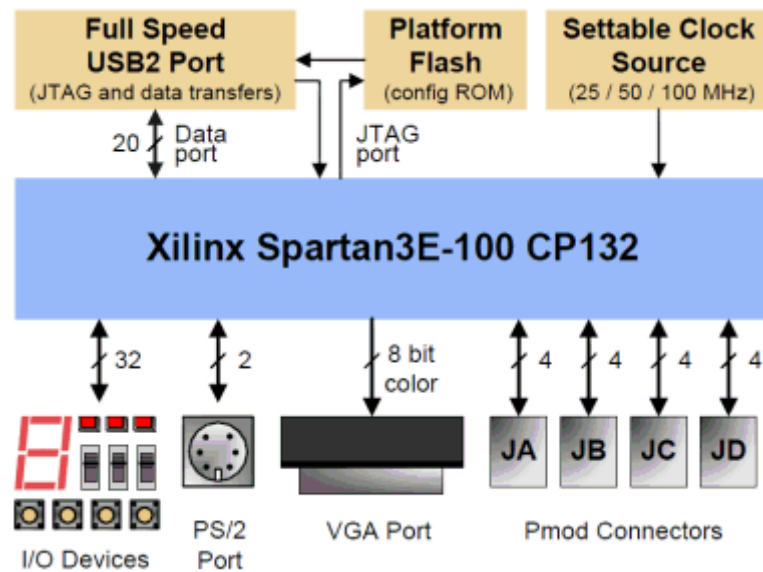 Full Speed
USB2 Port
(JTAG and data transfers)
Platform
Flash
(config ROM)
Settable Clock
Source
(25 / 50 / 100 MHz)
20
Data
port
JTAG
port
Xilinx Spartan3E-100 CP132
32
2
8 bit
color
4
4
4
4
JA
JB
JC
JD
I/O Devices
PS/2
Port
VGA Port
Pmod Connectors